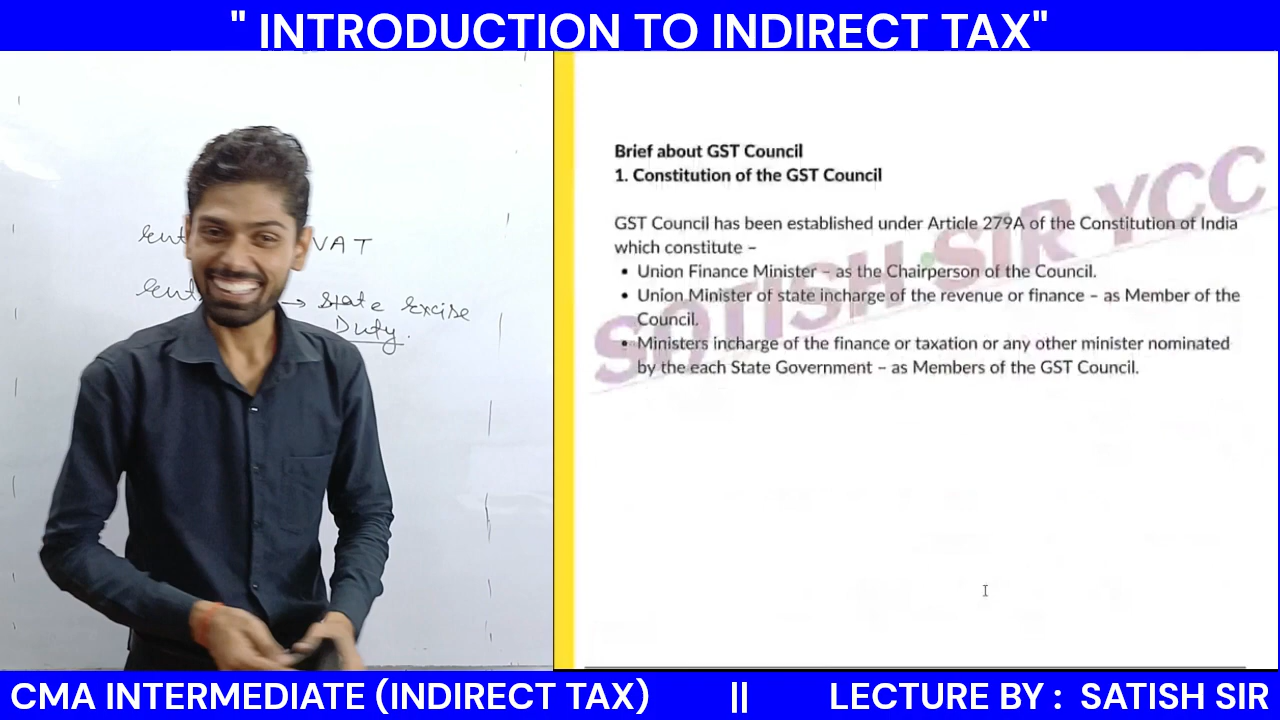 " INTRODUCTION TO INDIRECT TAX"
VAT
→ State Excise
Duty.
Brief about GST Council
1. Constitution of the GST Council
GST Council has been established under Article 279A of the Constitution of India
which constitute –
• Union Finance Minister – as the Chairperson of the Council.
• Union Minister of state incharge of the revenue or finance – as Member of the
Council.
• Ministers incharge of the finance or taxation or any other minister nominated
by the each State Government – as Members of the GST Council.
SATISH SIR YCC
CMA INTERMEDIATE (INDIRECT TAX) || LECTURE BY : SATISH SIR